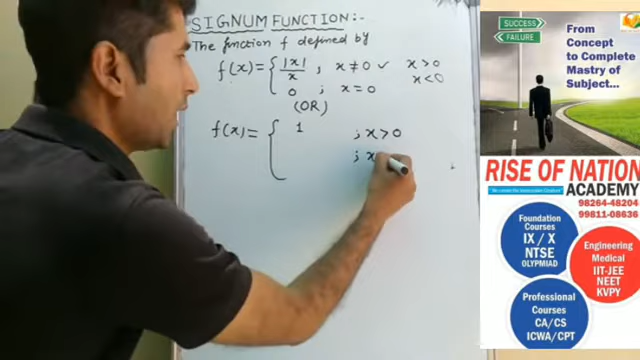 SIGNUM FUNCTION:-
The function f defined by
f(x) = { |x|/x ; x ≠ 0 ✓ x > 0
x < 0
0 ; x = 0
(OR)
f(x) = { 1 ; x > 0
; x
SUCCESS
FAILURE
From
Concept
to Complete
Mastry of
Subject...
RISE OF NATION
ACADEMY
98264-48204
99811-08636
Foundation
Courses
IX / X
NTSE
OLYPMIAD
Engineering
Medical
IIT-JEE
NEET
KVPY
Professional
Courses
CA/CS
ICWA/CPT